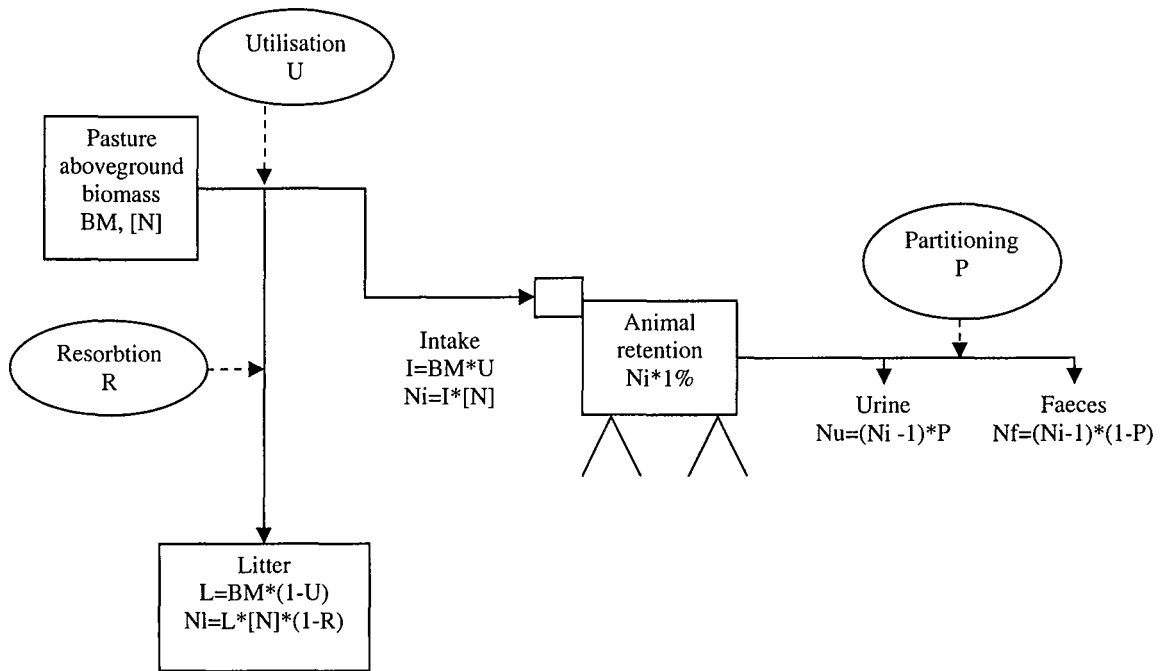 Utilisation
U
Pasture
aboveground
biomass
BM, [N]
Partitioning
P
Resorbtion
R
Intake
I=BM*U
Ni=I*[N]
Animal
retention
Ni*1%
Urine
Nu=(Ni -1)*P
Faeces
Nf=(Ni-1)*(1-P)
Litter
L=BM*(1-U)
Nl=L*[N]*(1-R)